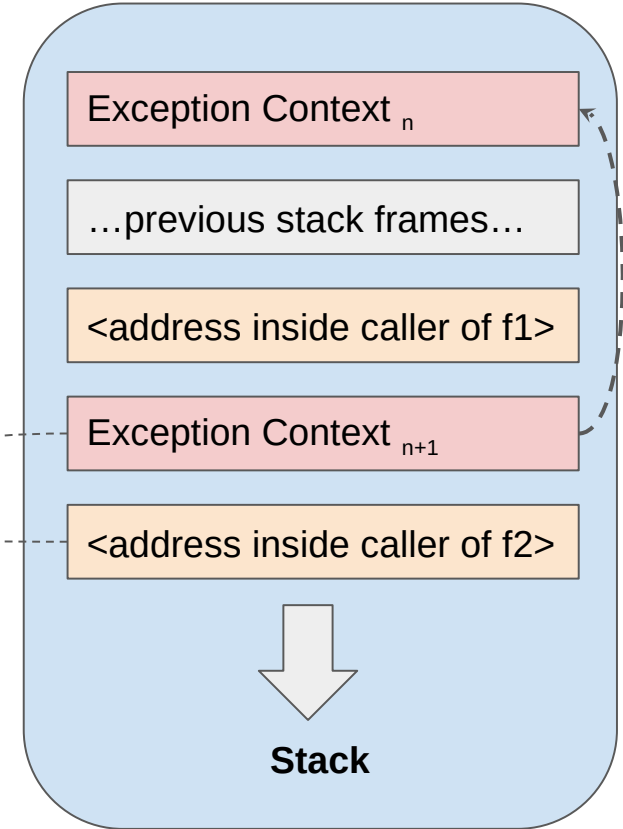 Exception Context n
…previous stack frames…
<address inside caller of f1>
Exception Context n+1
<address inside caller of f2>
Stack